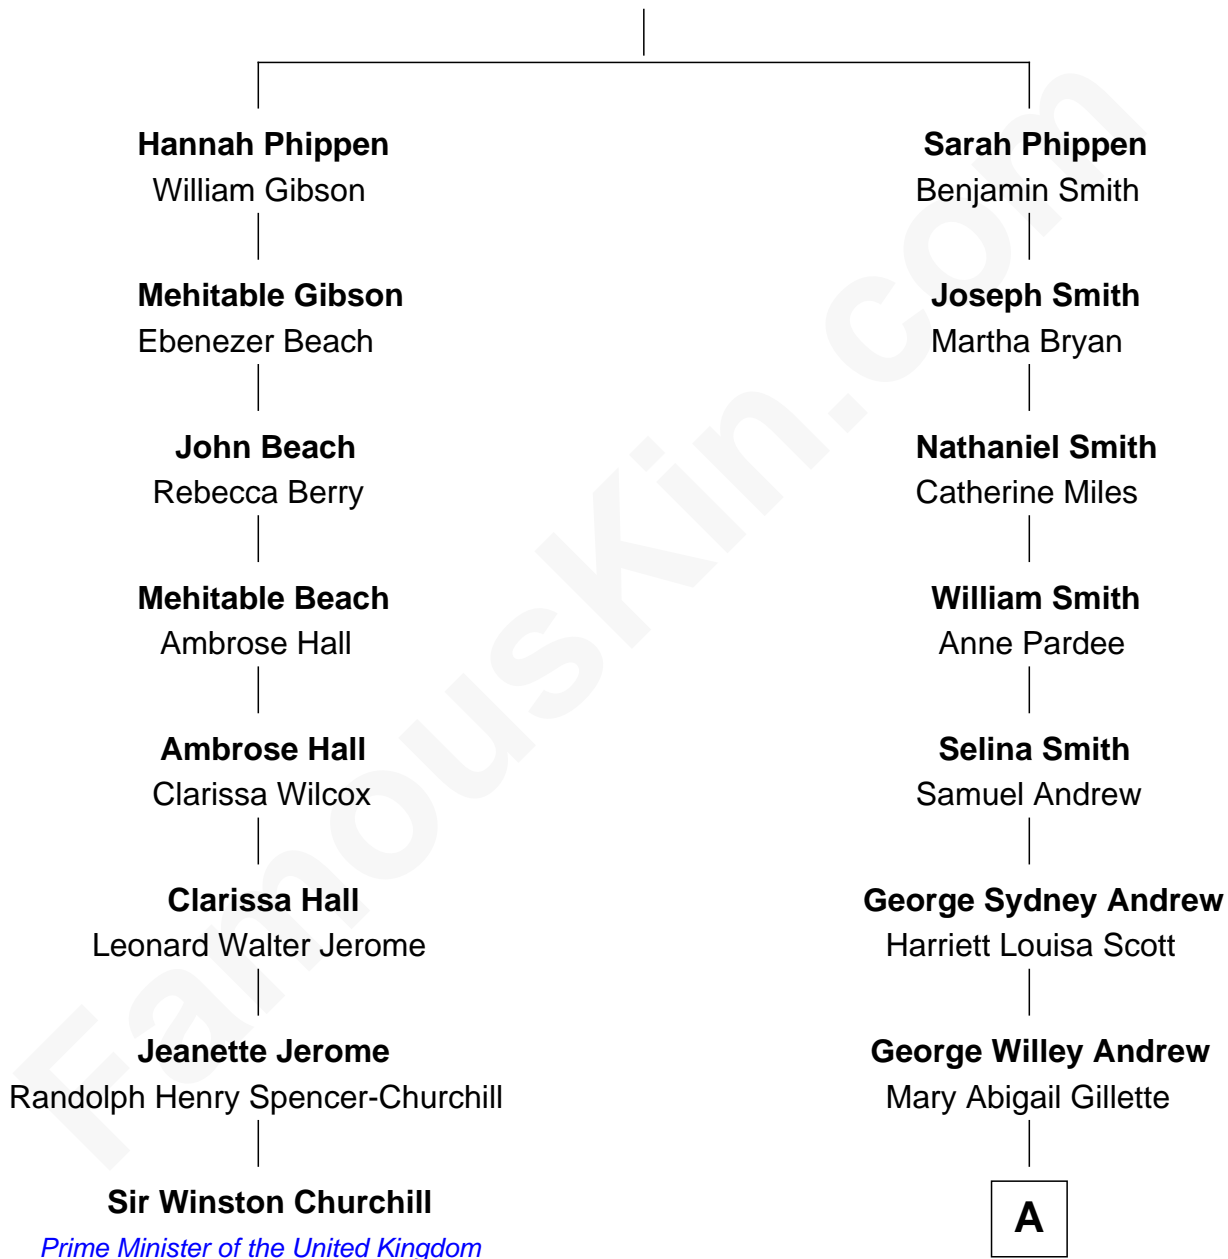 Hannah Phippen
William Gibson
Mehitable Gibson
Ebenezer Beach
John Beach
Rebecca Berry
Mehitable Beach
Ambrose Hall
Ambrose Hall
Clarissa Wilcox
Clarissa Hall
Leonard Walter Jerome
Jeanette Jerome
Randolph Henry Spencer-Churchill
Sir Winston Churchill
Prime Minister of the United Kingdom
Sarah Phippen
Benjamin Smith
Joseph Smith
Martha Bryan
Nathaniel Smith
Catherine Miles
William Smith
Anne Pardee
Selina Smith
Samuel Andrew
George Sydney Andrew
Harriett Louisa Scott
George Willey Andrew
Mary Abigail Gillette
A
FamousKin.com